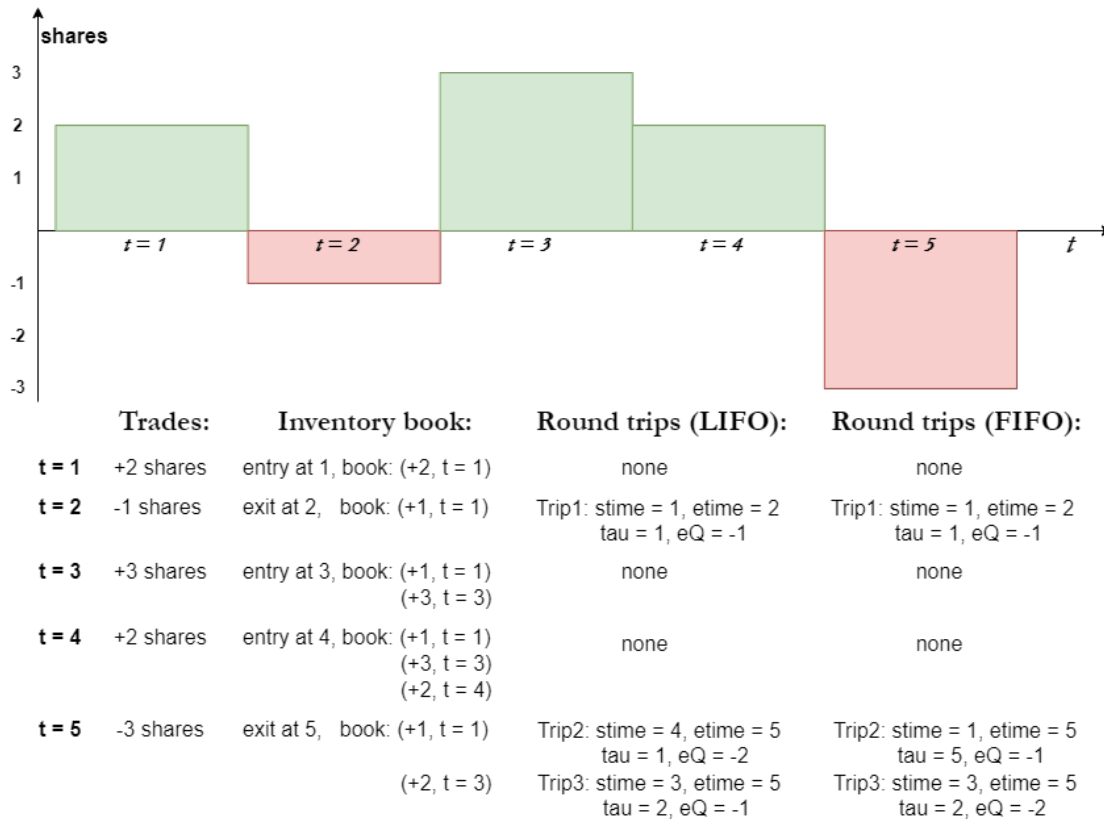 shares
3
2
1
t = 1 t = 2 t = 3 t = 4 t = 5 t
-1
-2
-3
Trades: Inventory book: Round trips (LIFO): Round trips (FIFO):
t = 1 +2 shares entry at 1, book: (+2, t = 1) none none
t = 2 -1 shares exit at 2, book: (+1, t = 1) Trip1: stime = 1, etime = 2 Trip1: stime = 1, etime = 2
tau = 1, eQ = -1 tau = 1, eQ = -1
t = 3 +3 shares entry at 3, book: (+1, t = 1) none none
(+3, t = 3)
t = 4 +2 shares entry at 4, book: (+1, t = 1) none none
(+3, t = 3)
(+2, t = 4)
t = 5 -3 shares exit at 5, book: (+1, t = 1) Trip2: stime = 4, etime = 5 Trip2: stime = 1, etime = 5
tau = 1, eQ = -2 tau = 5, eQ = -1
(+2, t = 3) Trip3: stime = 3, etime = 5 Trip3: stime = 3, etime = 5
tau = 2, eQ = -1 tau = 2, eQ = -2